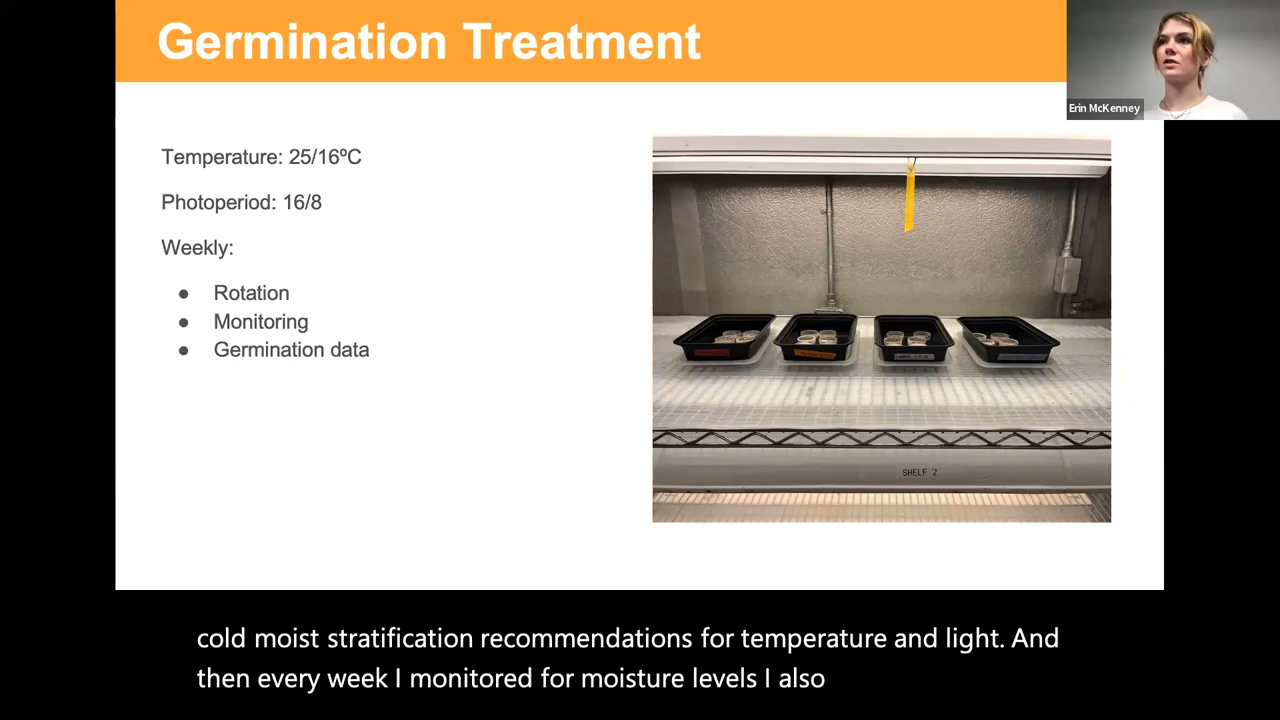 Germination Treatment
Erin McKenney
Temperature: 25/16ºC
Photoperiod: 16/8
Weekly:
● Rotation
● Monitoring
● Germination data
SHELF 2
cold moist stratification recommendations for temperature and light. And
then every week I monitored for moisture levels I also